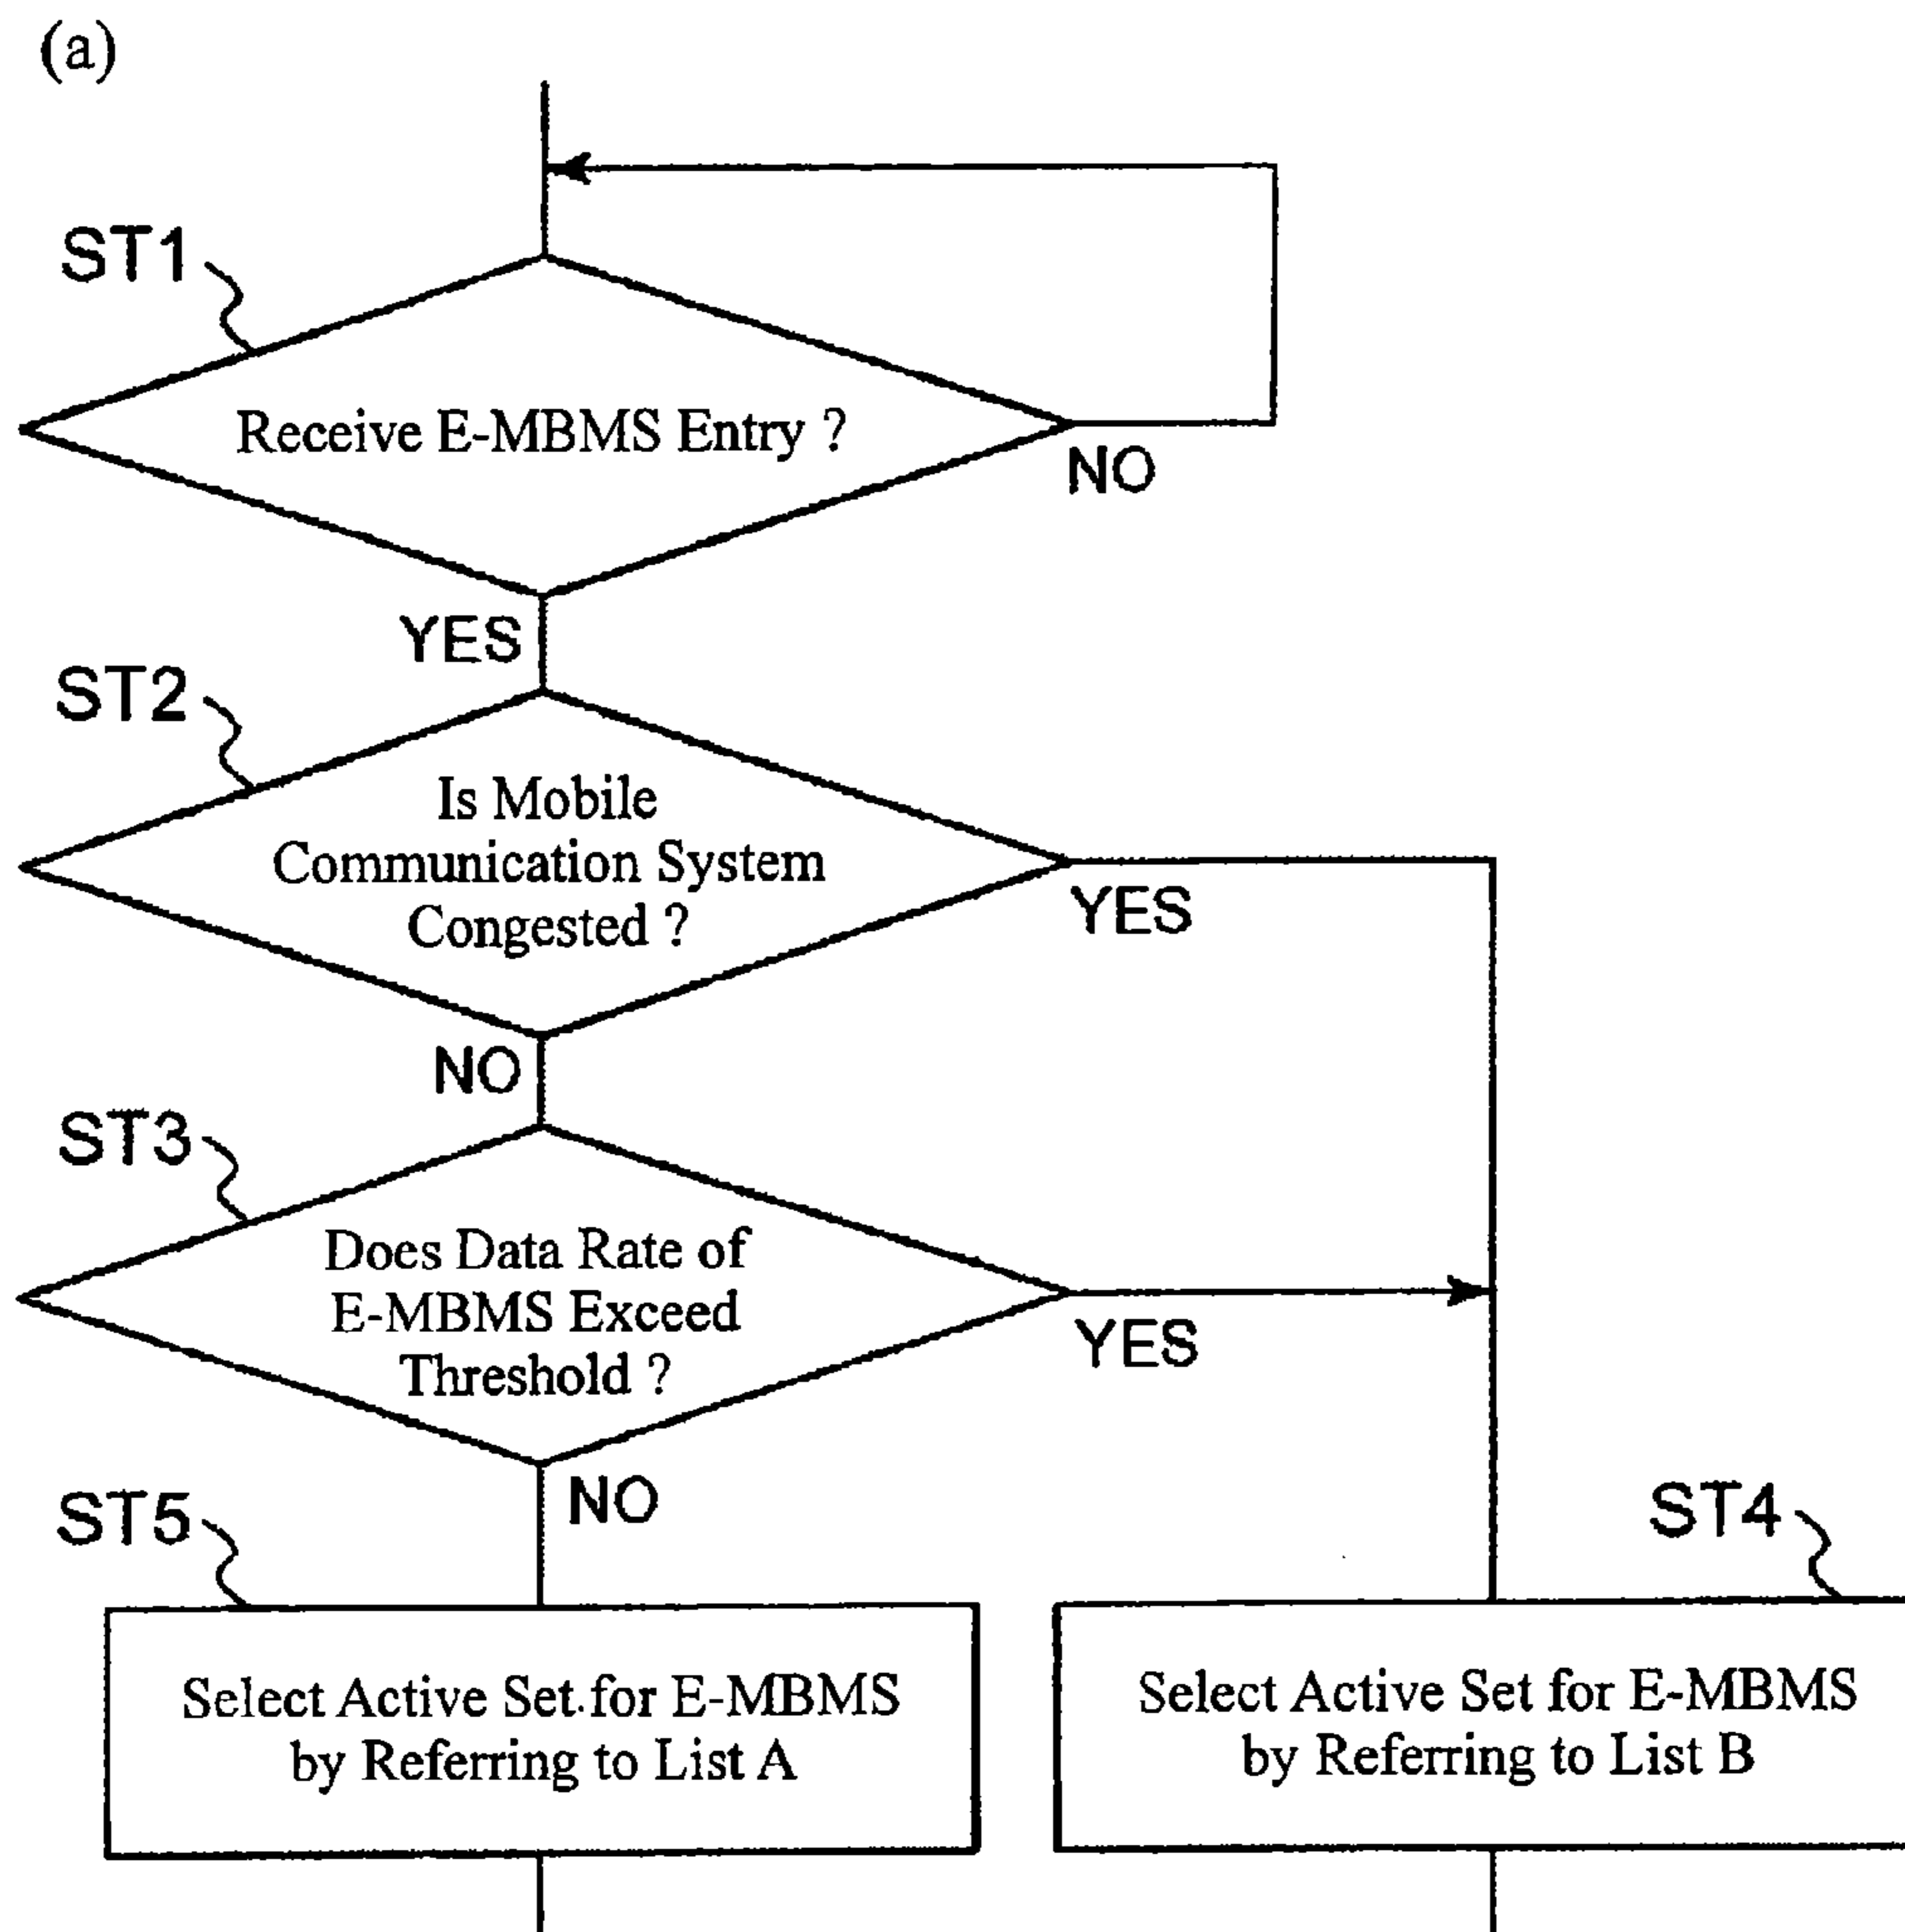 (a)
ST1
Receive E-MBMS Entry ?
NO
YES
ST2
Is Mobile
Communication System
Congested ?
YES
NO
ST3
Does Data Rate of
E-MBMS Exceed
Threshold ?
YES
NO
ST5
ST4
Select Active Set for E-MBMS
by Referring to List A
Select Active Set for E-MBMS
by Referring to List B